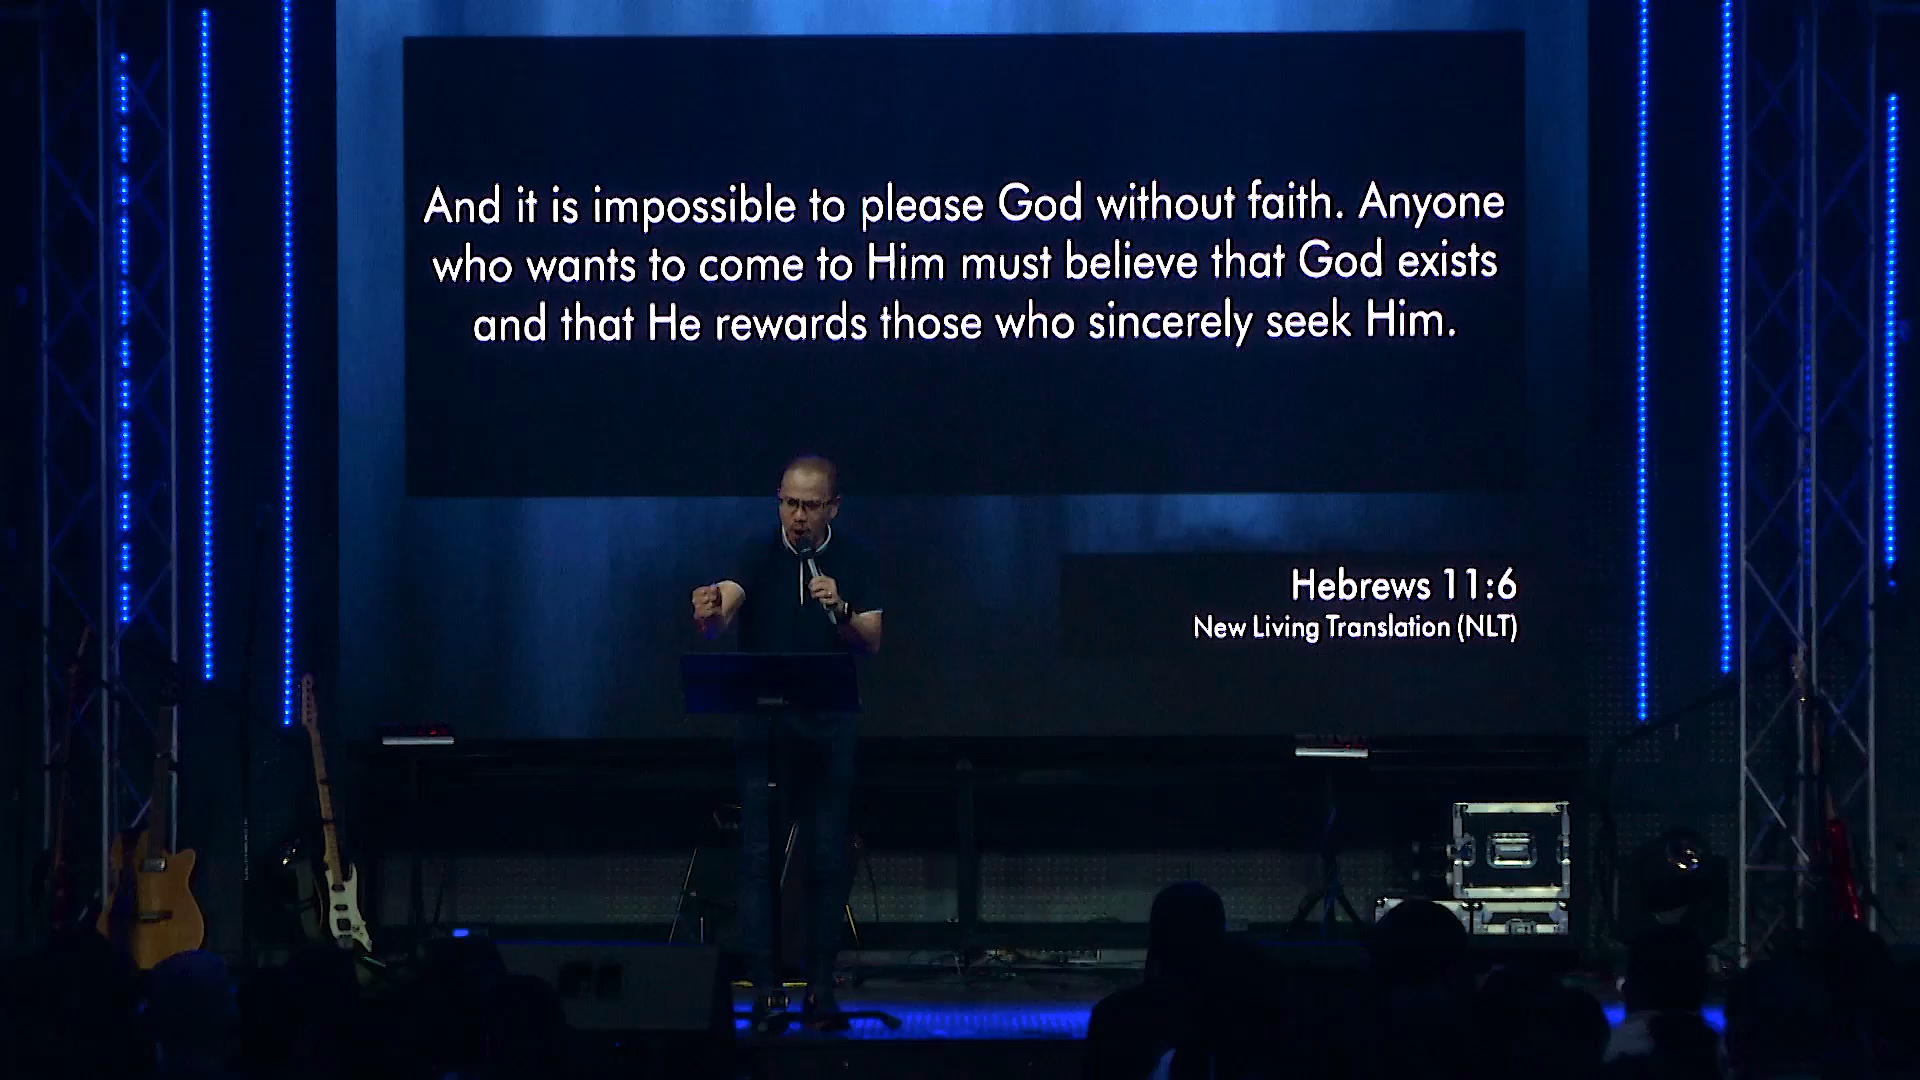 And it is impossible to please God without faith. Anyone
who wants to come to Him must believe that God exists
and that He rewards those who sincerely seek Him.
Hebrews 11:6
New Living Translation (NLT)